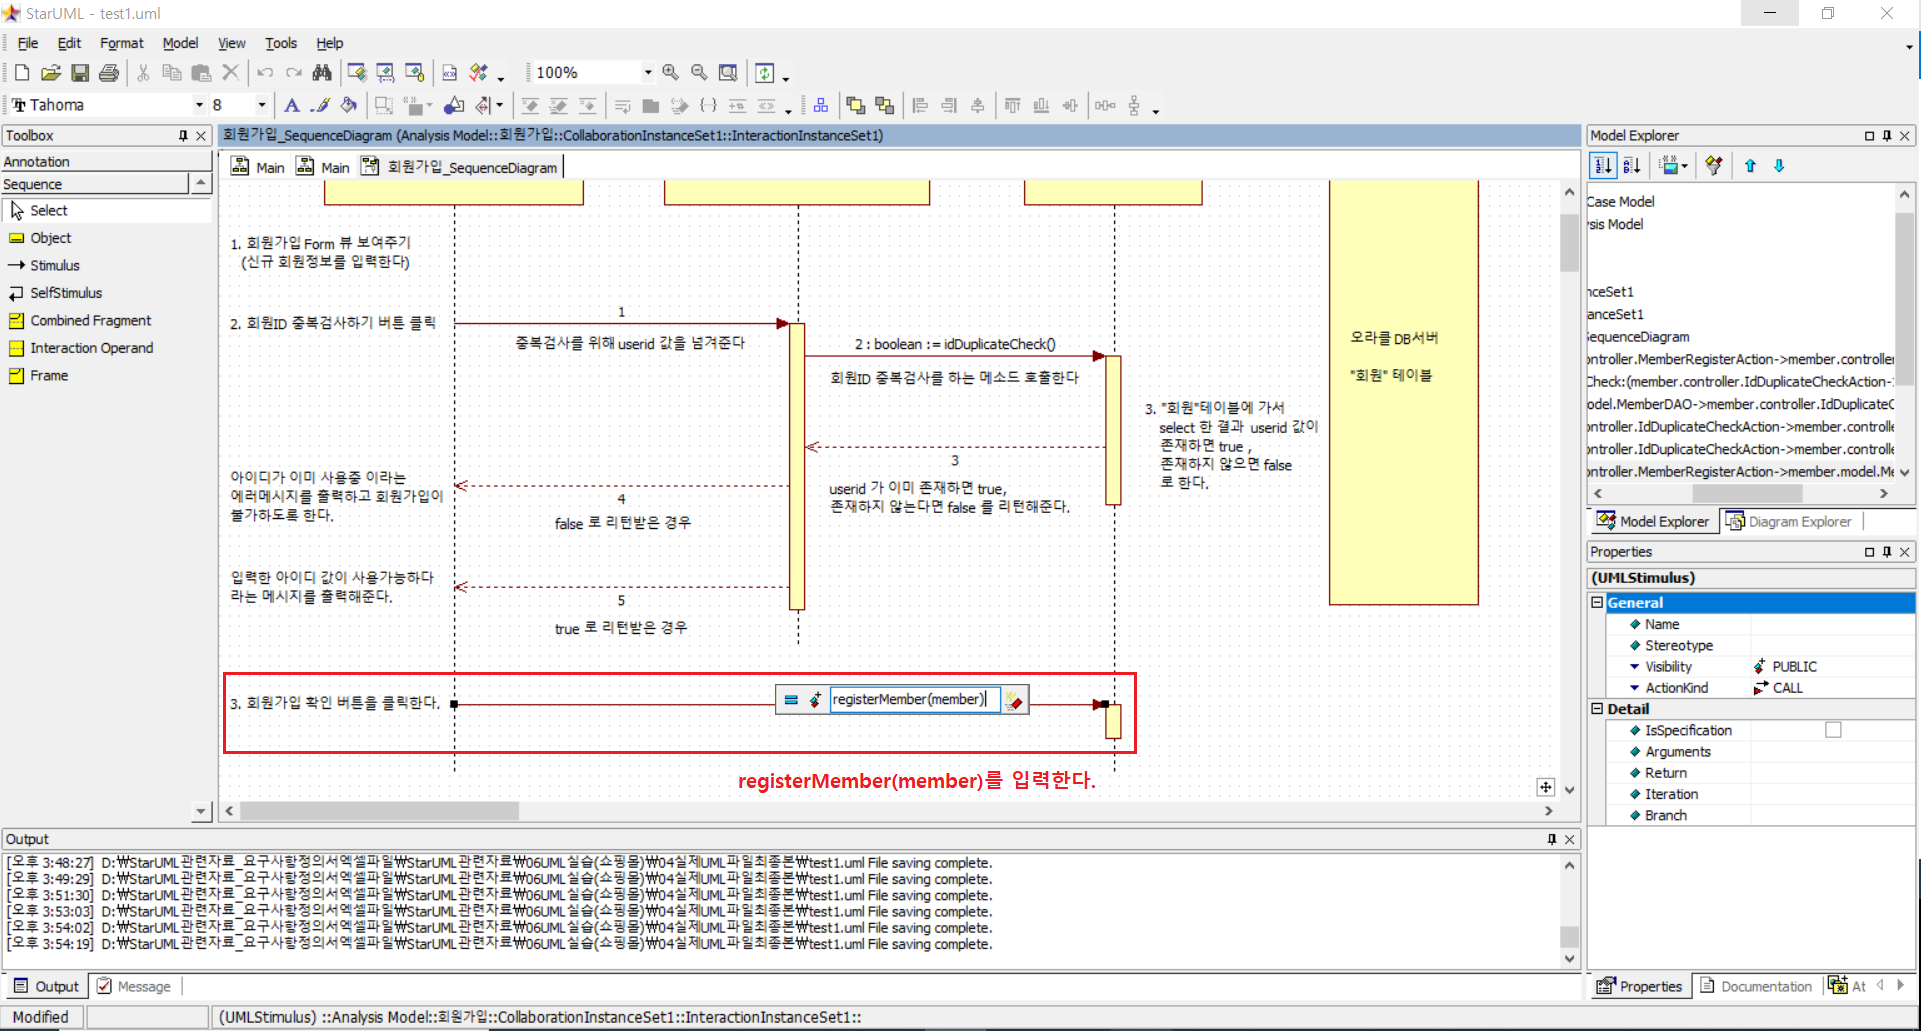 StarUML - test1.uml
File Edit Format Model View Tools Help
100%
Tahoma 8
Toolbox
Annotation
Sequence
Select
Object
Stimulus
SelfStimulus
Combined Fragment
Interaction Operand
Frame
회원가입_SequenceDiagram (Analysis Model::회원가입::CollaborationInstanceSet1::InteractionInstanceSet1)
Main Main 회원가입_SequenceDiagram
1. 회원가입 Form 뷰 보여주기
(신규 회원정보를 입력한다)
2. 회원ID 중복검사하기 버튼 클릭
1
중복검사를 위해 userid 값을 넘겨준다
2 : boolean := idDuplicateCheck()
회원ID 중복검사를 하는 메소드 호출한다
오라클 DB서버
"회원" 테이블
3. "회원"테이블에 가서
select 한 결과 userid 값이
존재하면 true ,
존재하지 않으면 false
로 한다.
3
userid 가 이미 존재하면 true,
존재하지 않는다면 false 를 리턴해준다.
아이디가 이미 사용중 이라는
에러메시지를 출력하고 회원가입이
불가하도록 한다.
4
false 로 리턴받은 경우
입력한 아이디 값이 사용가능하다
라는 메시지를 출력해준다.
5
true 로 리턴받은 경우
3. 회원가입 확인 버튼을 클릭한다.
registerMember(member)
registerMember(member)를 입력한다.
Model Explorer
Case Model
sis Model
nceSet1
anceSet1
SequenceDiagram
ontroller.MemberRegisterAction->member.controller
Check:(member.controller.IdDuplicateCheckAction-
odel.MemberDAO->member.controller.IdDuplicateC
ontroller.IdDuplicateCheckAction->member.controller
ontroller.IdDuplicateCheckAction->member.controller
ontroller.MemberRegisterAction->member.model.Me
Model Explorer Diagram Explorer
Properties
(UMLStimulus)
General
Name
Stereotype
Visibility PUBLIC
ActionKind CALL
Detail
IsSpecification
Arguments
Return
Iteration
Branch
Properties Documentation At
Output
[오후 3:48:27] D:₩StarUML관련자료_요구사항정의서엑셀파일₩StarUML관련자료₩06UML실습(쇼핑몰)₩04실제UML파일최종본₩test1.uml File saving complete.
[오후 3:49:29] D:₩StarUML관련자료_요구사항정의서엑셀파일₩StarUML관련자료₩06UML실습(쇼핑몰)₩04실제UML파일최종본₩test1.uml File saving complete.
[오후 3:51:30] D:₩StarUML관련자료_요구사항정의서엑셀파일₩StarUML관련자료₩06UML실습(쇼핑몰)₩04실제UML파일최종본₩test1.uml File saving complete.
[오후 3:53:03] D:₩StarUML관련자료_요구사항정의서엑셀파일₩StarUML관련자료₩06UML실습(쇼핑몰)₩04실제UML파일최종본₩test1.uml File saving complete.
[오후 3:54:02] D:₩StarUML관련자료_요구사항정의서엑셀파일₩StarUML관련자료₩06UML실습(쇼핑몰)₩04실제UML파일최종본₩test1.uml File saving complete.
[오후 3:54:19] D:₩StarUML관련자료_요구사항정의서엑셀파일₩StarUML관련자료₩06UML실습(쇼핑몰)₩04실제UML파일최종본₩test1.uml File saving complete.
Output Message
Modified (UMLStimulus) ::Analysis Model::회원가입::CollaborationInstanceSet1::InteractionInstanceSet1::